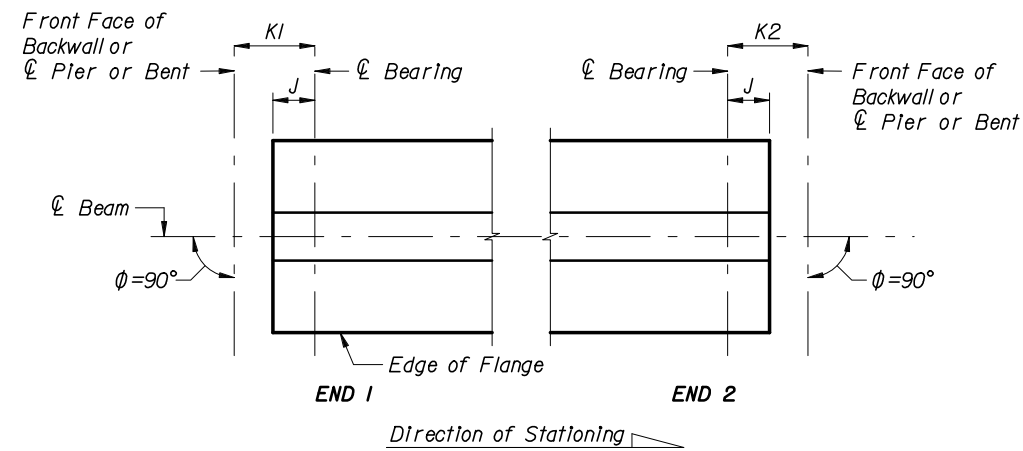 Front Face of
Backwall or
℄ Pier or Bent
K1
℄ Bearing
J
K2
℄ Bearing
J
Front Face of
Backwall or
℄ Pier or Bent
℄ Beam
ϕ=90°
ϕ=90°
Edge of Flange
END 1
END 2
Direction of Stationing